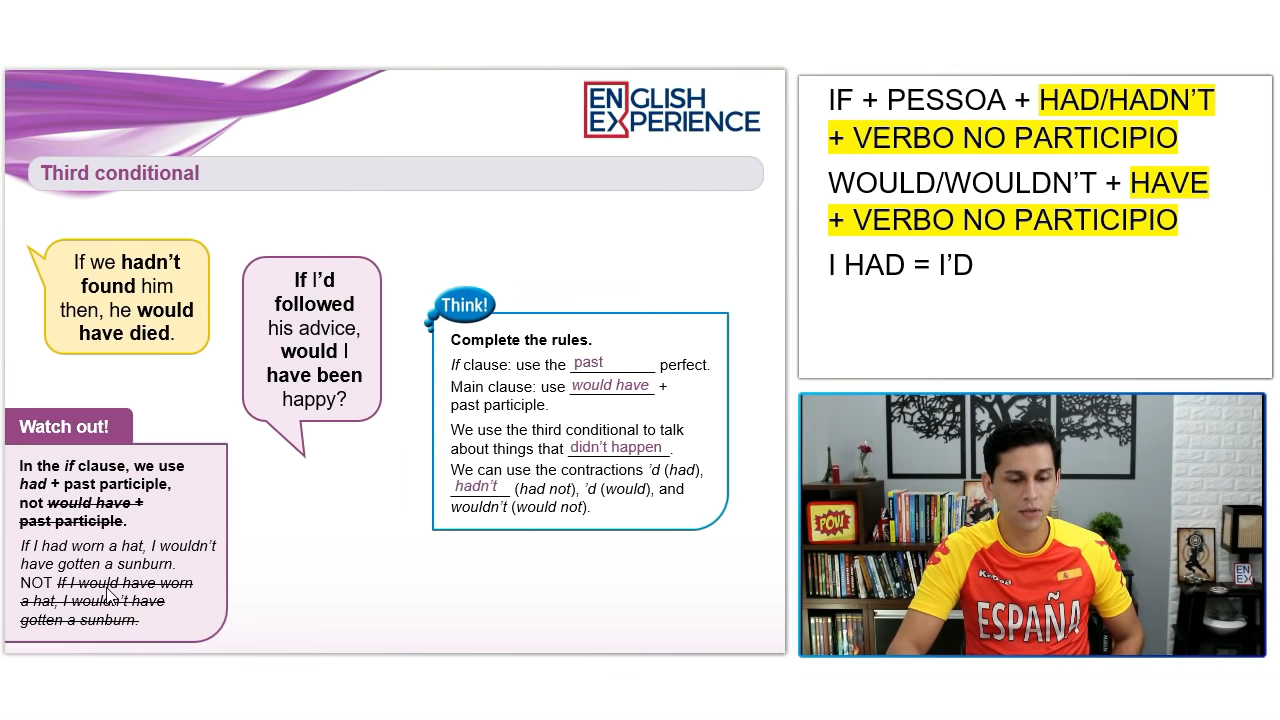 ENGLISH
EXPERIENCE
Third conditional
If we hadn't
found him
then, he would
have died.
If I'd
followed
his advice,
would I
have been
happy?
Think!
Complete the rules.
If clause: use the past perfect.
Main clause: use would have +
past participle.
We use the third conditional to talk
about things that didn't happen.
We can use the contractions 'd (had),
hadn't (had not), 'd (would), and
wouldn't (would not).
Watch out!
In the if clause, we use
had + past participle,
not would have +
past participle.
If I had worn a hat, I wouldn't
have gotten a sunburn.
NOT If I would have worn
a hat, I wouldn't have
gotten a sunburn.
IF + PESSOA + HAD/HADN'T
+ VERBO NO PARTICIPIO
WOULD/WOULDN'T + HAVE
+ VERBO NO PARTICIPIO
I HAD = I'D
POW!
Kappa
ESPAÑA
EN
EX